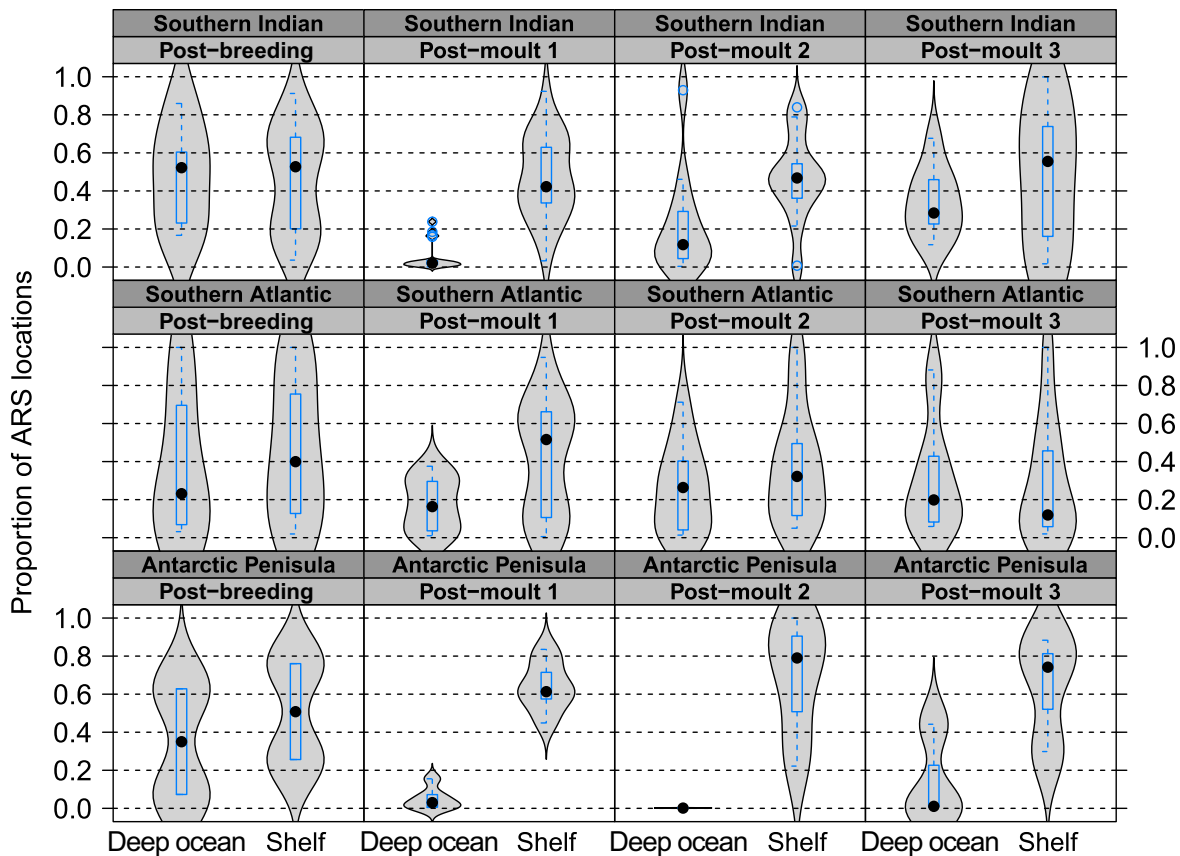 Southern Indian Southern Indian Southern Indian Southern Indian
Post−breeding Post−moult 1 Post−moult 2 Post−moult 3
1.0
0.8
0.6
0.4
0.2
0.0
Southern Atlantic Southern Atlantic Southern Atlantic Southern Atlantic
Post−breeding Post−moult 1 Post−moult 2 Post−moult 3
1.0
0.8
0.6
0.4
0.2
0.0
Proportion of ARS locations
Antarctic Penisula Antarctic Penisula Antarctic Penisula Antarctic Penisula
Post−breeding Post−moult 1 Post−moult 2 Post−moult 3
1.0
0.8
0.6
0.4
0.2
0.0
Deep ocean Shelf Deep ocean Shelf Deep ocean Shelf Deep ocean Shelf